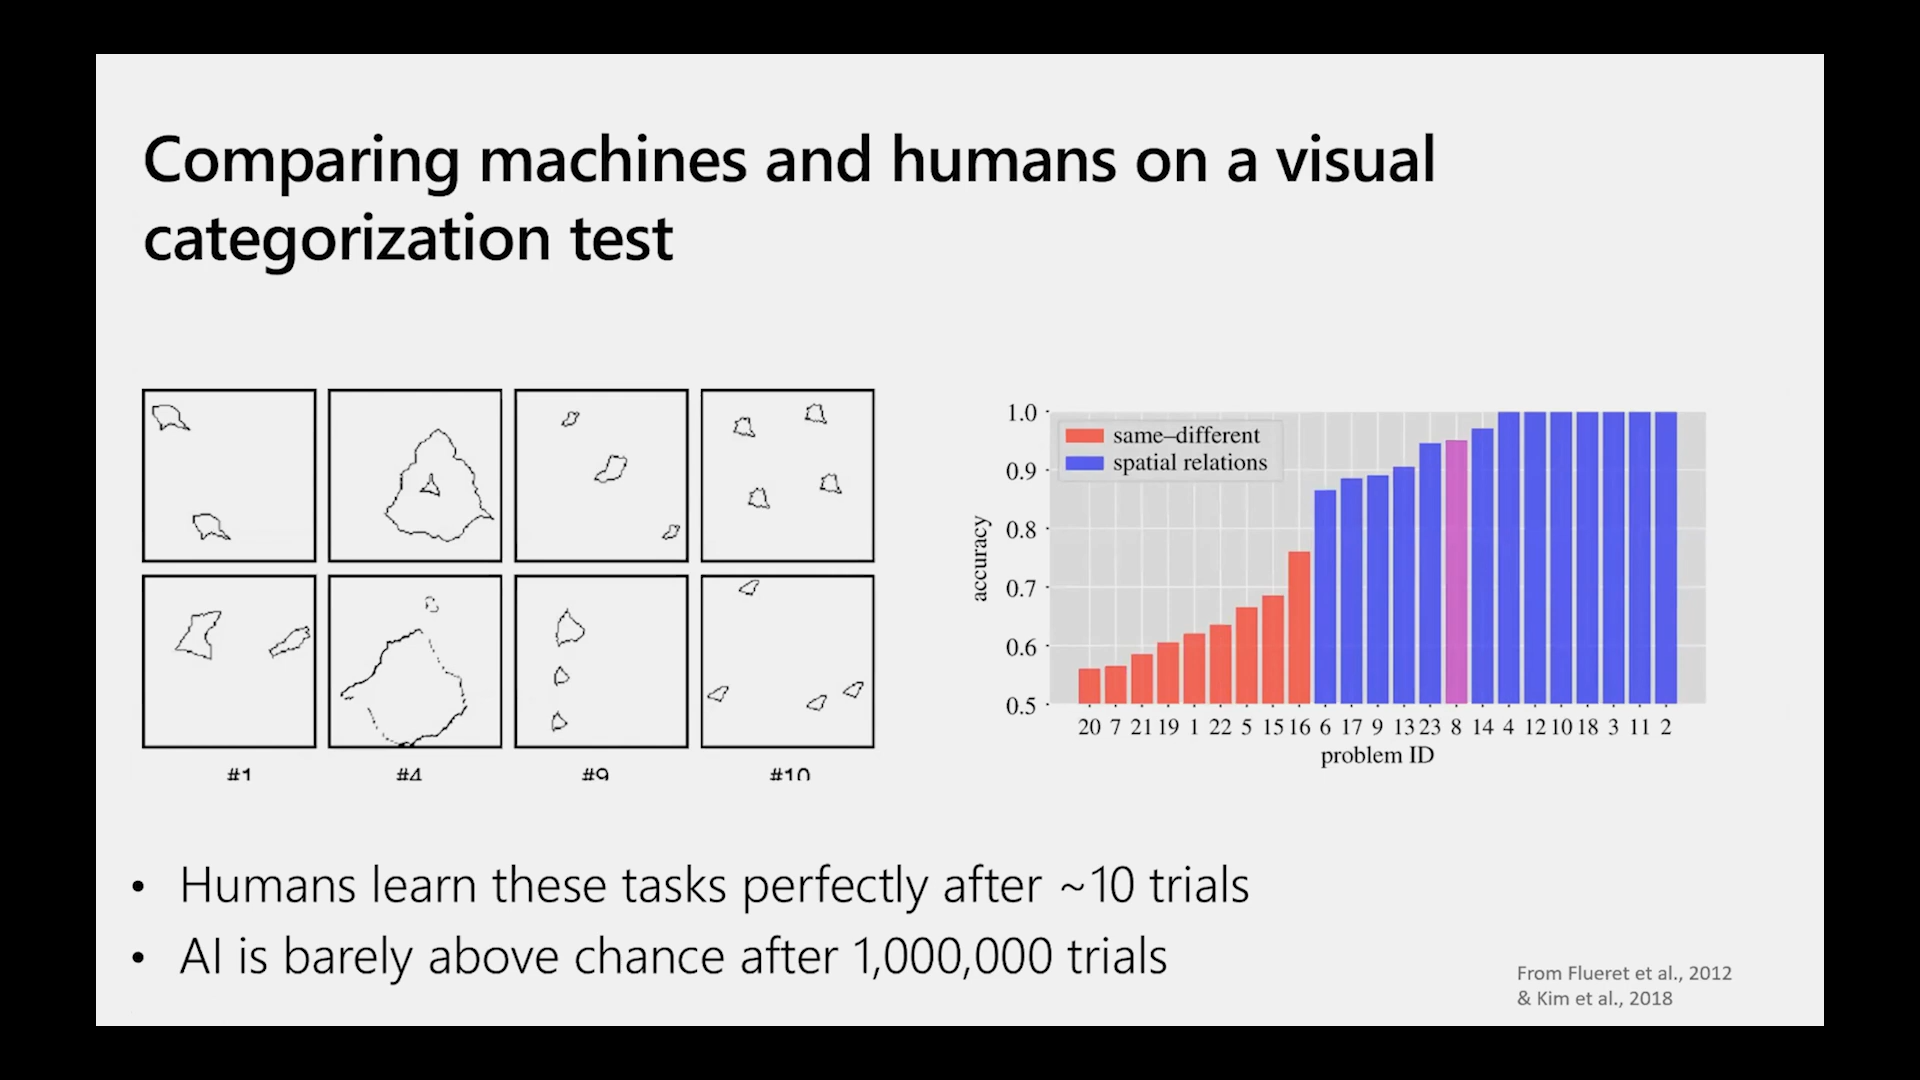 Comparing machines and humans on a visual
categorization test
#1
#4
#9
#10
1.0
0.9
0.8
0.7
0.6
0.5
accuracy
same–different
spatial relations
20 7 21 19 1 22 5 15 16 6 17 9 13 23 8 14 4 12 10 18 3 11 2
problem ID
• Humans learn these tasks perfectly after ~10 trials
• AI is barely above chance after 1,000,000 trials
From Flueret et al., 2012
& Kim et al., 2018